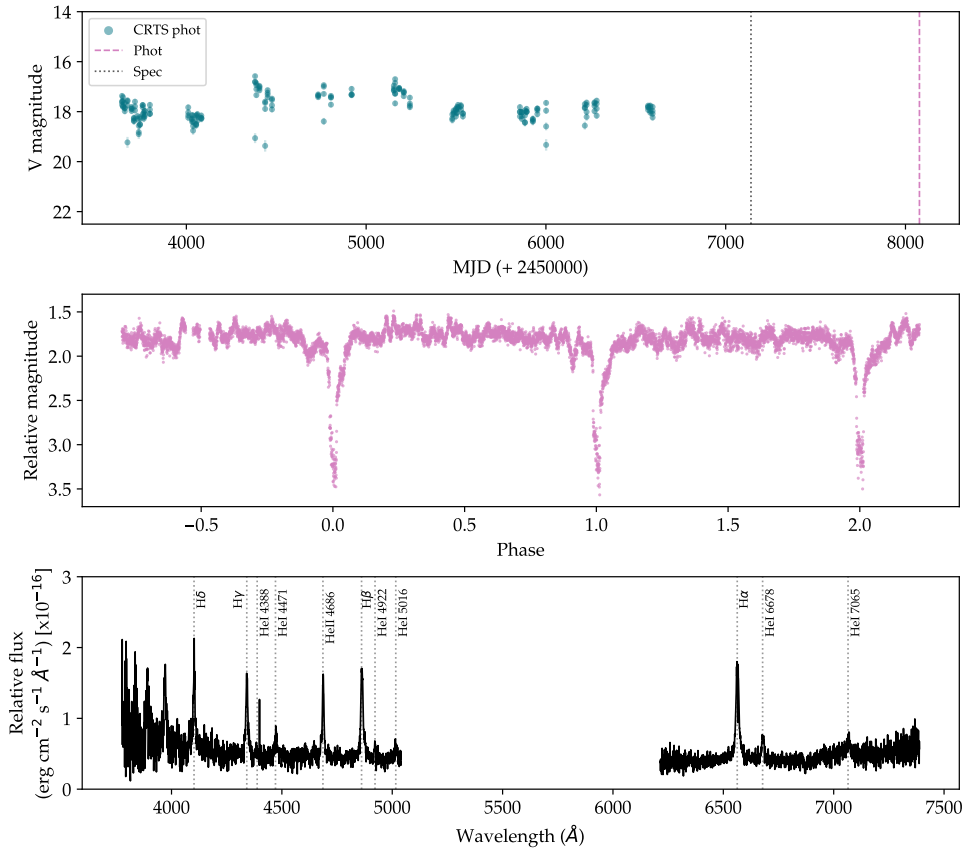 14
16
18
20
22
V magnitude
CRTS phot
Phot
Spec
4000
5000
6000
7000
8000
MJD (+ 2450000)
1.5
2.0
2.5
3.0
3.5
Relative magnitude
−0.5
0.0
0.5
1.0
1.5
2.0
Phase
3
2
1
0
Relative flux
(erg cm⁻² s⁻¹ Å⁻¹) [x10⁻¹⁶)
Hδ
Hγ
HeI 4388
HeI 4471
HeII 4686
Hβ
HeI 4922
HeI 5016
Hα
HeI 6678
HeI 7065
4000
4500
5000
5500
6000
6500
7000
7500
Wavelength (Å)